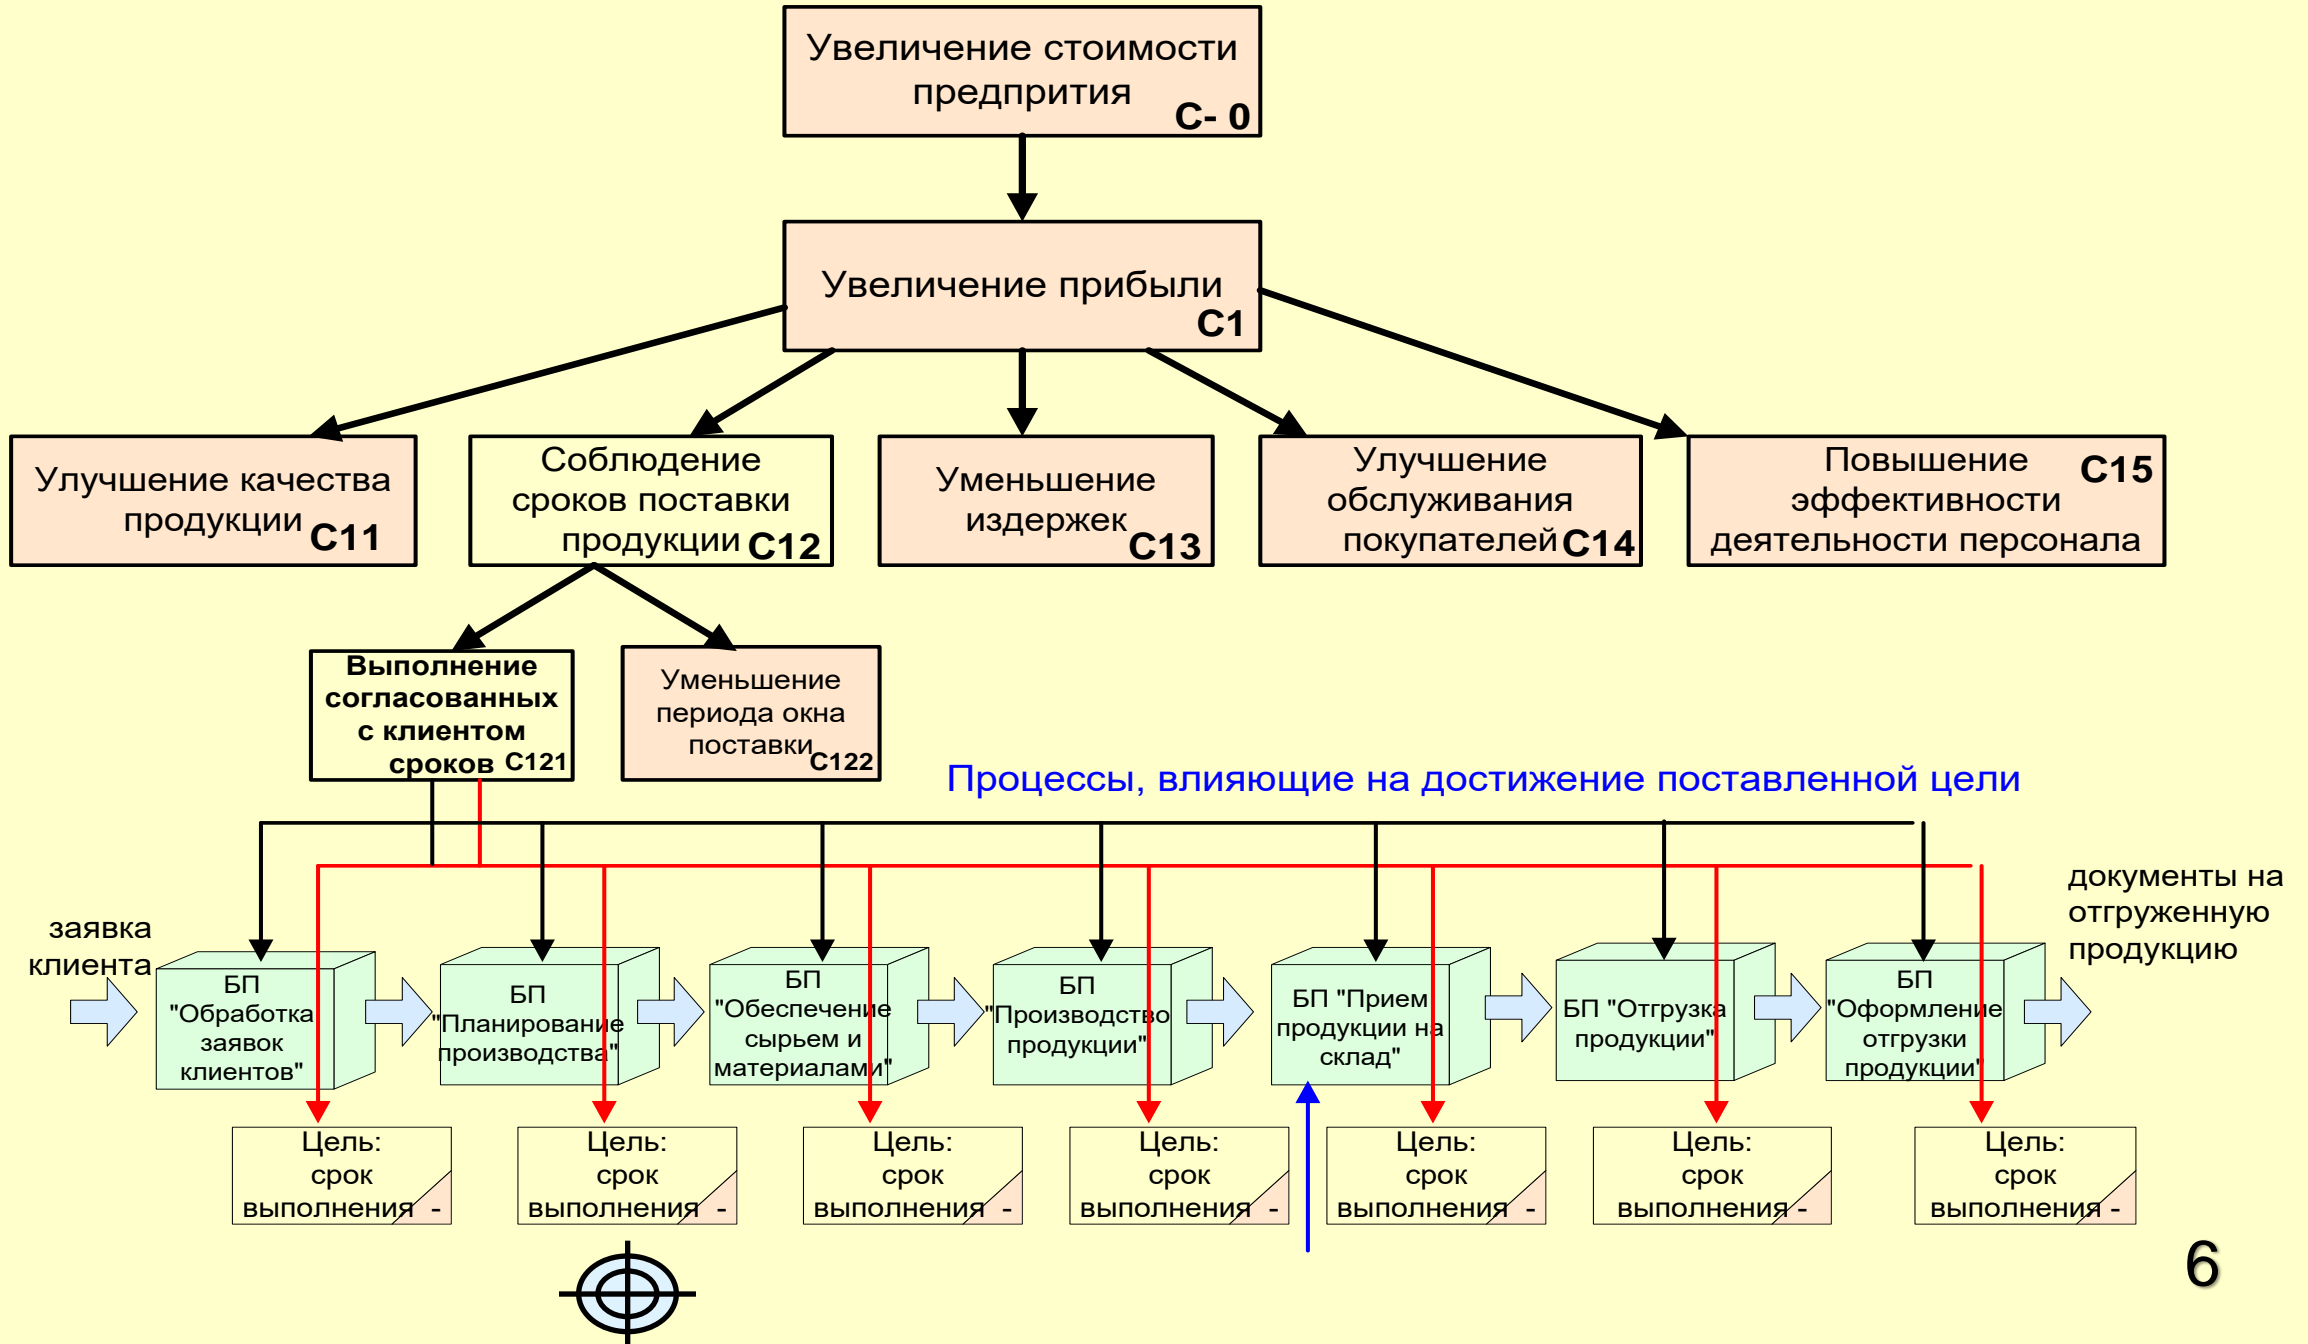 Увеличение стоимости
предпрития
С- 0
Увеличение прибыли
С1
Улучшение качества
продукции С11
Соблюдение
сроков поставки
продукции С12
Уменьшение
издержек
С13
Улучшение
обслуживания
покупателей С14
Повышение С15
эффективности
деятельности персонала
Выполнение
согласованных
с клиентом
сроков С121
Уменьшение
периода окна
поставки
С122
Процессы, влияющие на достижение поставленной цели
заявка
клиента
БП
"Обработка
заявок
клиентов"
БП
"Планирование
производства"
БП
"Обеспечение
сырьем и
материалами"
БП
"Производство
продукции"
БП "Прием
продукции на
склад"
БП "Отгрузка
продукции"
БП
"Оформление
отгрузки
продукции"
документы на
отгруженную
продукцию
Цель:
срок
выполнения -
Цель:
срок
выполнения -
Цель:
срок
выполнения -
Цель:
срок
выполнения -
Цель:
срок
выполнения -
Цель:
срок
выполнения -
Цель:
срок
выполнения -
6